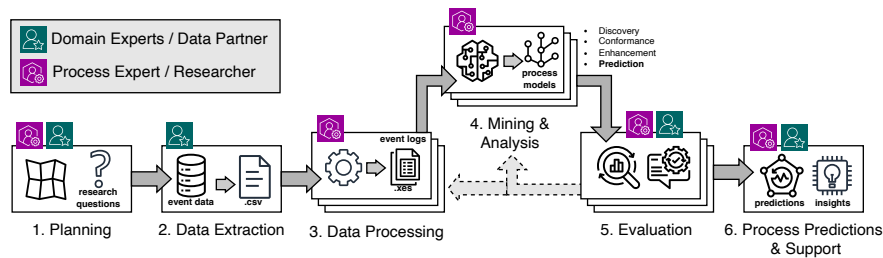 Domain Experts / Data Partner
Process Expert / Researcher
research
questions
1. Planning
event data
.csv
2. Data Extraction
event logs
.xes
3. Data Processing
process
models
• Discovery
• Conformance
• Enhancement
• Prediction
4. Mining &
Analysis
5. Evaluation
predictions
insights
6. Process Predictions
& Support